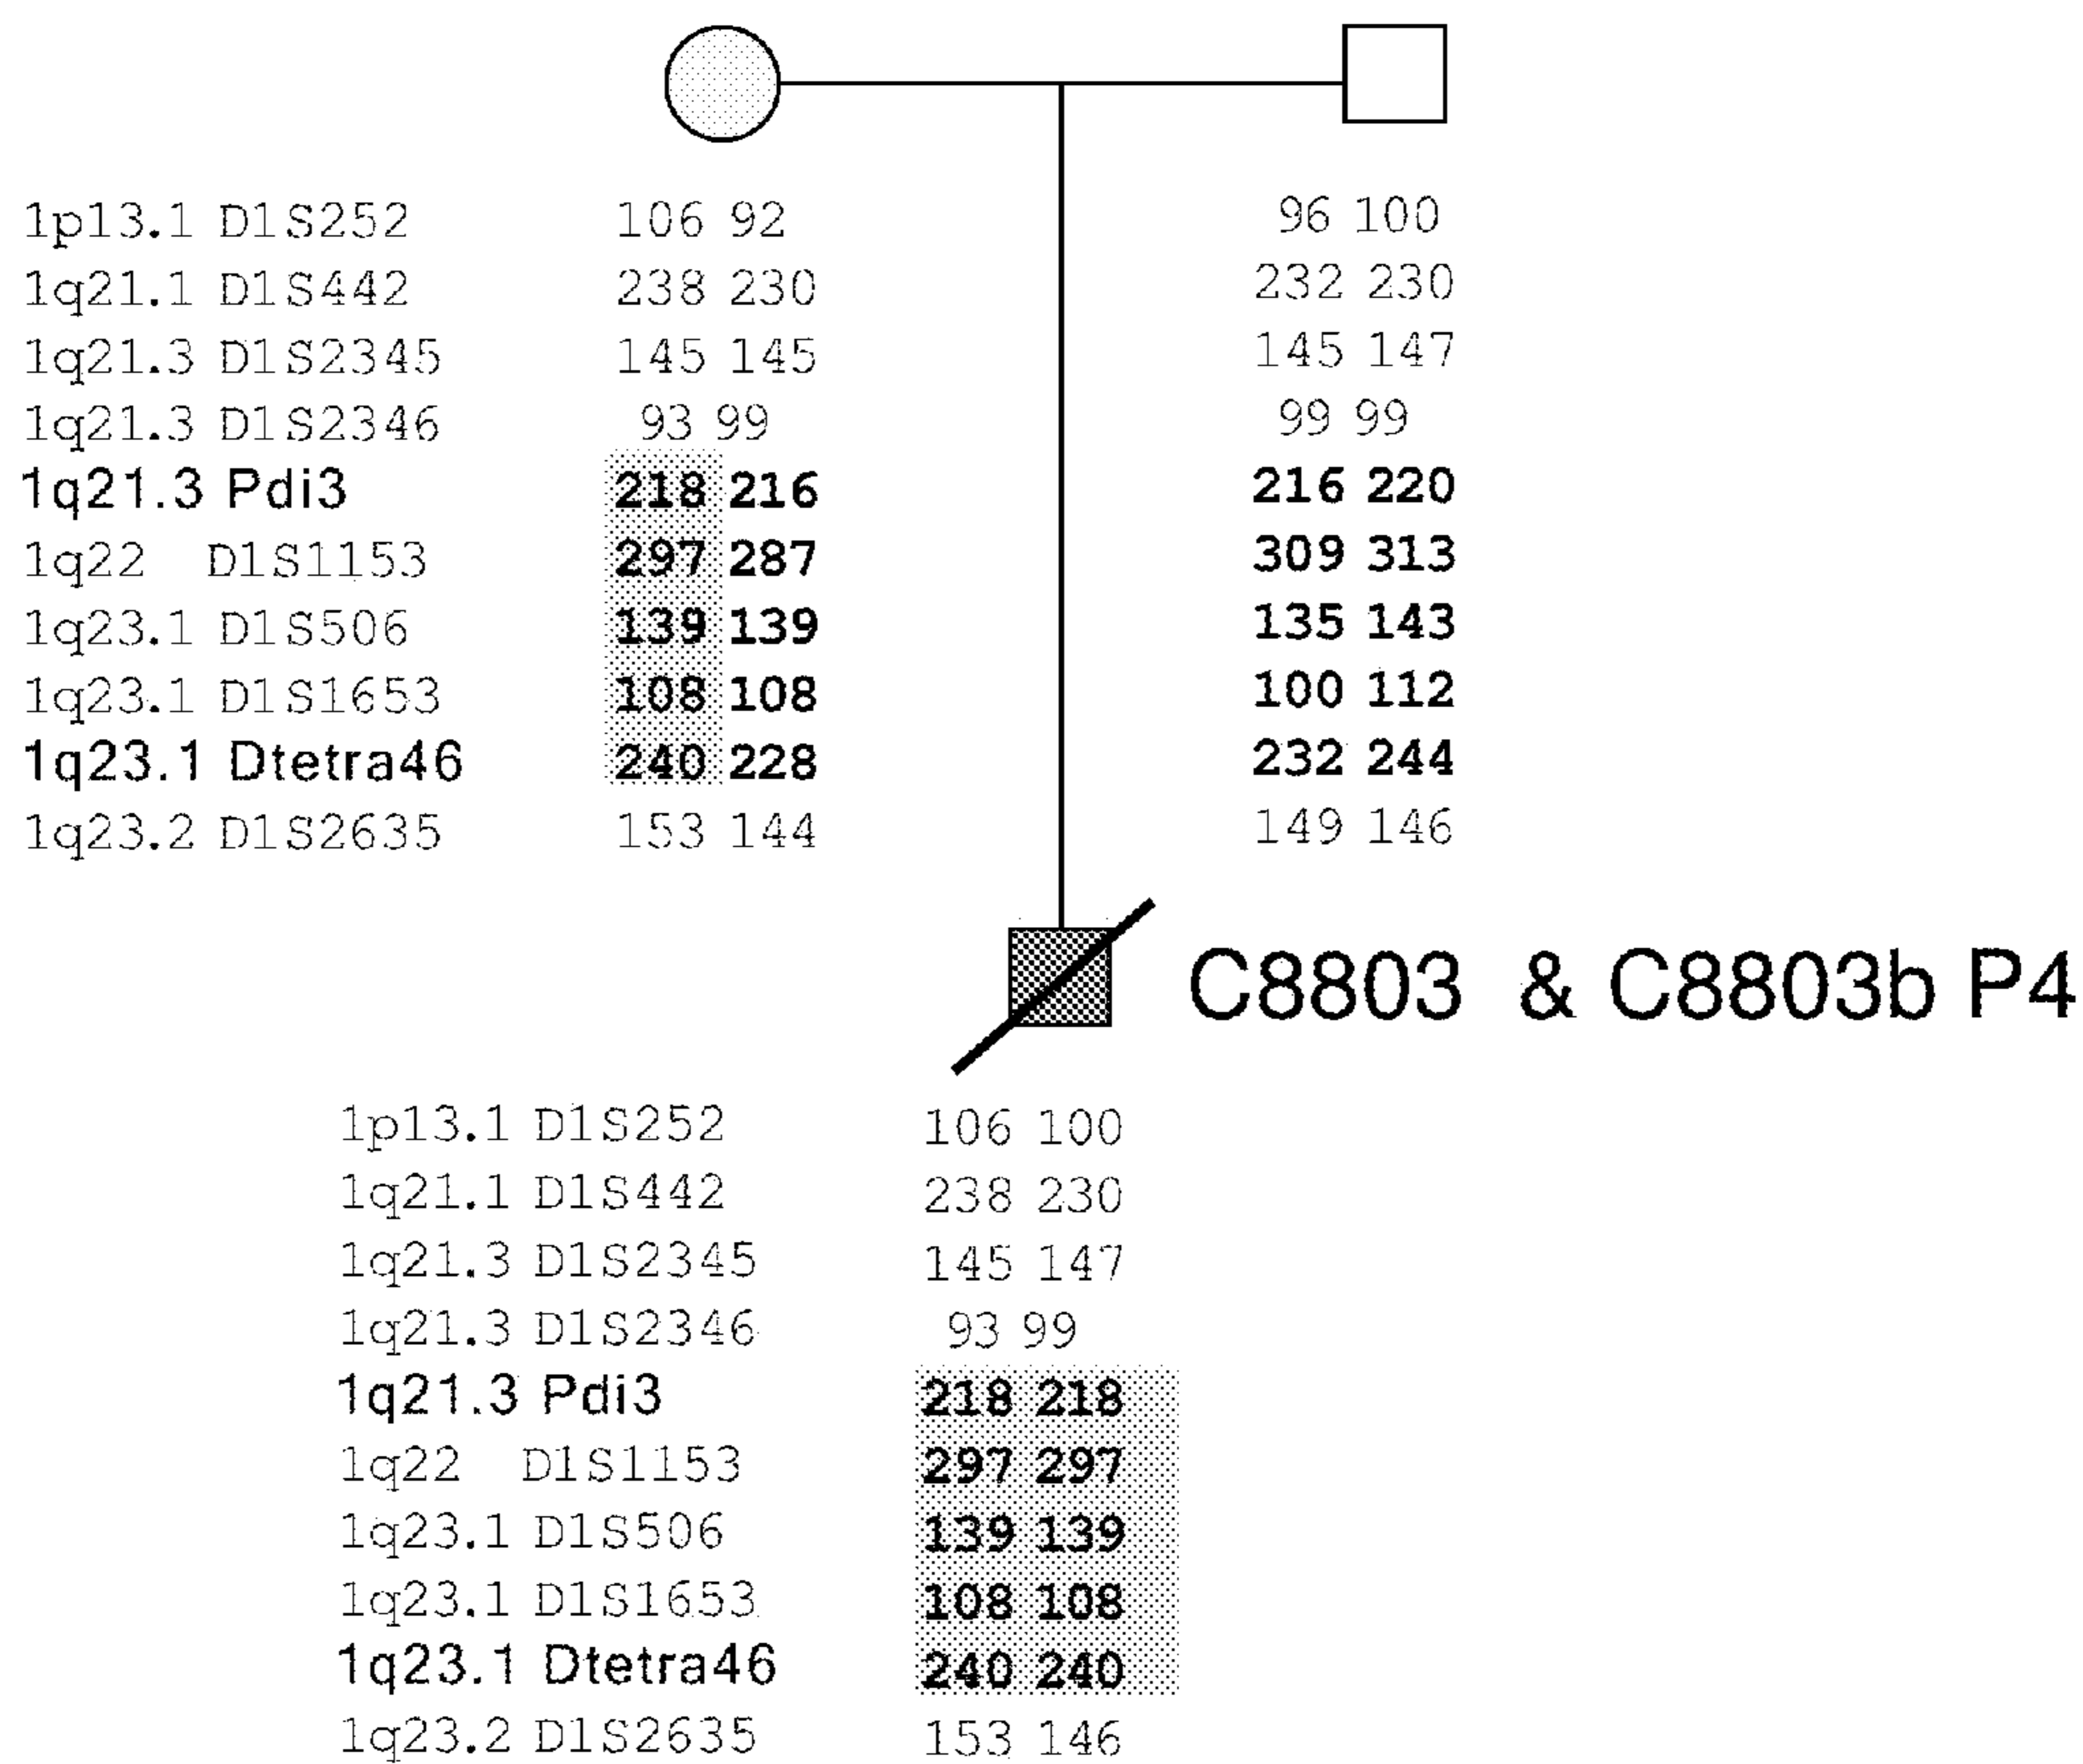 1p13.1 D1S252 106 92 96 100
1q21.1 D1S442 238 230 232 230
1q21.3 D1S2345 145 145 145 147
1q21.3 D1S2346 93 99 99 99
1q21.3 Pdi3 218 216 216 220
1q22 D1S1153 297 287 309 313
1q23.1 D1S506 139 139 135 143
1q23.1 D1S1653 108 108 100 112
1q23.1 Dtetra46 240 228 232 244
1q23.2 D1S2635 153 144 149 146
C8803 & C8803b P4
1p13.1 D1S252 106 100
1q21.1 D1S442 238 230
1q21.3 D1S2345 145 147
1q21.3 D1S2346 93 99
1q21.3 Pdi3 218 218
1q22 D1S1153 297 297
1q23.1 D1S506 139 139
1q23.1 D1S1653 108 108
1q23.1 Dtetra46 240 240
1q23.2 D1S2635 153 146